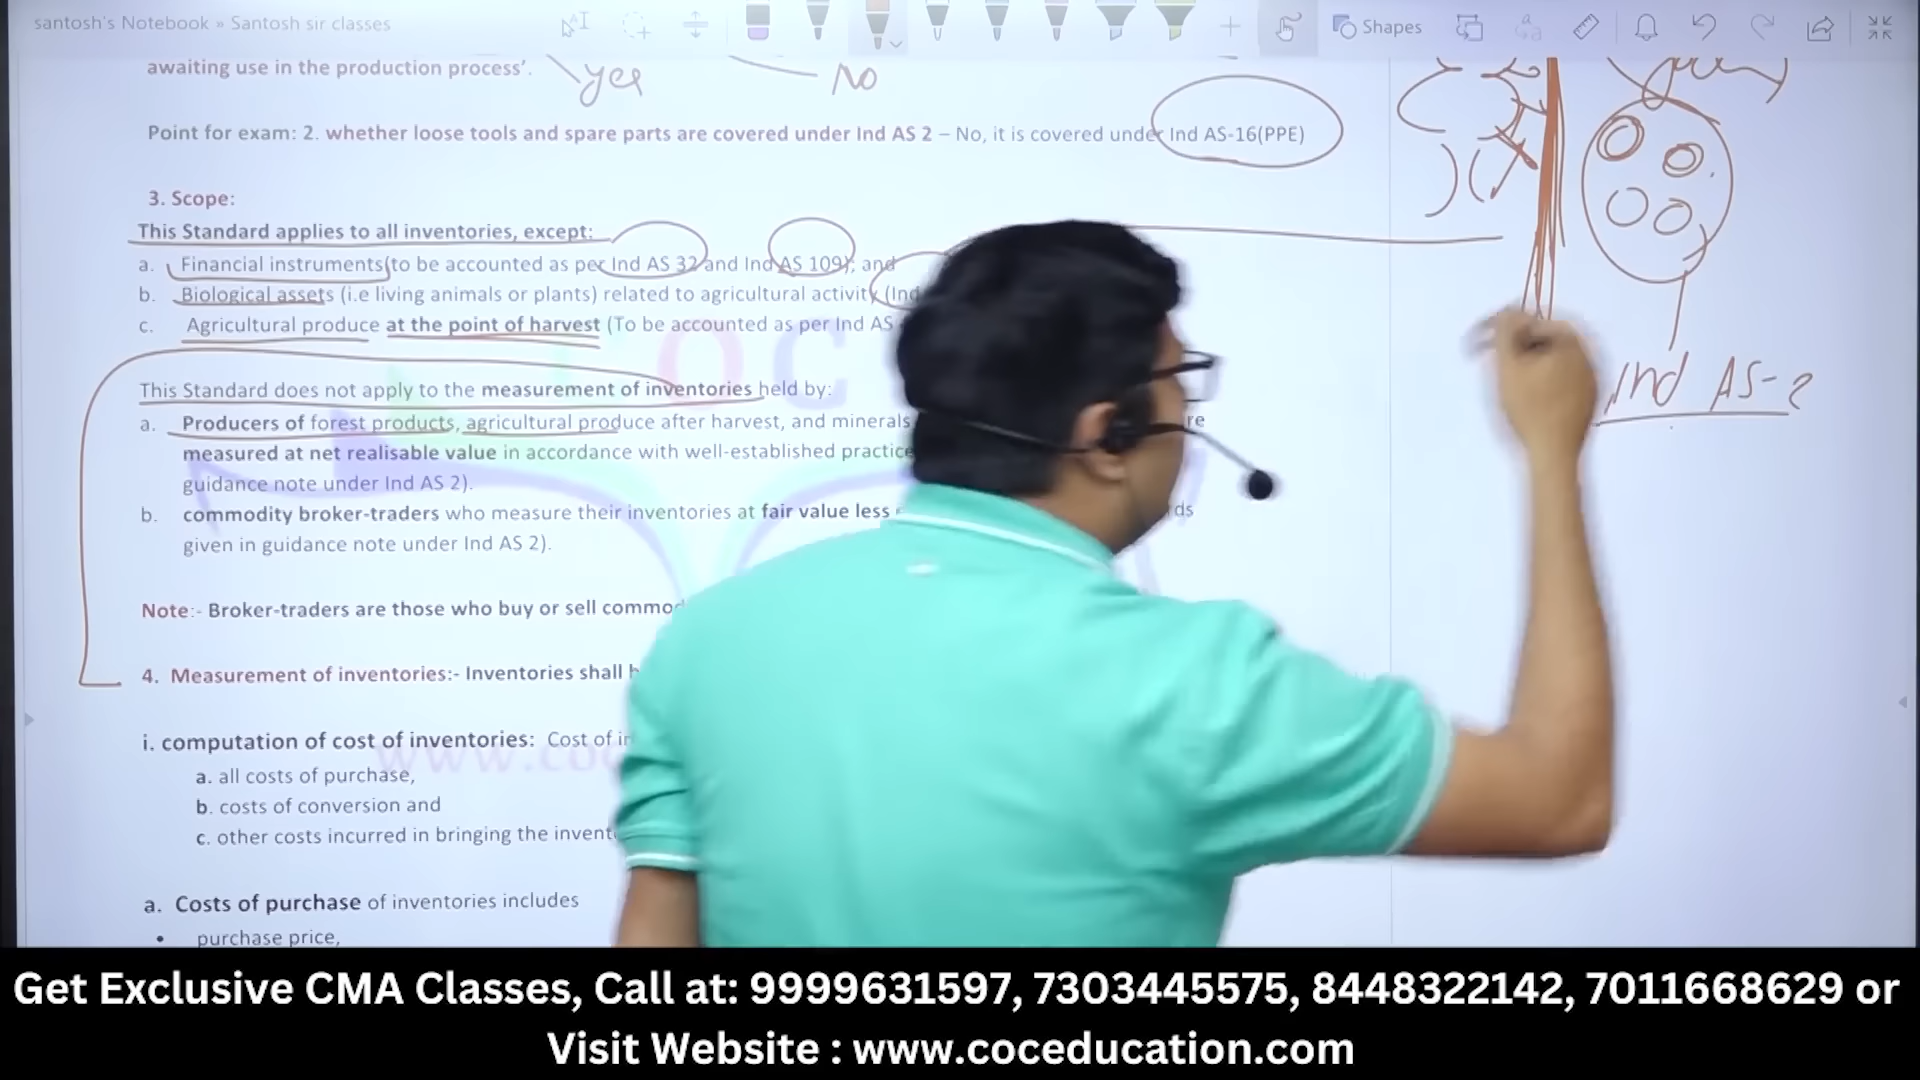 santosh's Notebook » Santosh sir classes
Shapes
awaiting use in the production process'.
yes
No
Point for exam: 2. whether loose tools and spare parts are covered under Ind AS 2 – No, it is covered under Ind AS-16(PPE)
3. Scope:
This Standard applies to all inventories, except:
a. Financial instruments(to be accounted as per Ind AS 32 and Ind AS 109); and
b. Biological assets (i.e living animals or plants) related to agricultural activity (Ind
c. Agricultural produce at the point of harvest (To be accounted as per Ind AS
Ind AS-2
This Standard does not apply to the measurement of inventories held by:
a. Producers of forest products, agricultural produce after harvest, and minerals
measured at net realisable value in accordance with well-established practice
guidance note under Ind AS 2).
b. commodity broker-traders who measure their inventories at fair value less
given in guidance note under Ind AS 2).
Note:- Broker-traders are those who buy or sell
4. Measurement of inventories:- Inventories shall
i. computation of cost of inventories: Cost of
a. all costs of purchase,
b. costs of conversion and
c. other costs incurred in bringing the
a. Costs of purchase of inventories includes
• purchase price,
Get Exclusive CMA Classes, Call at: 9999631597, 7303445575, 8448322142, 7011668629 or
Visit Website : www.coceducation.com